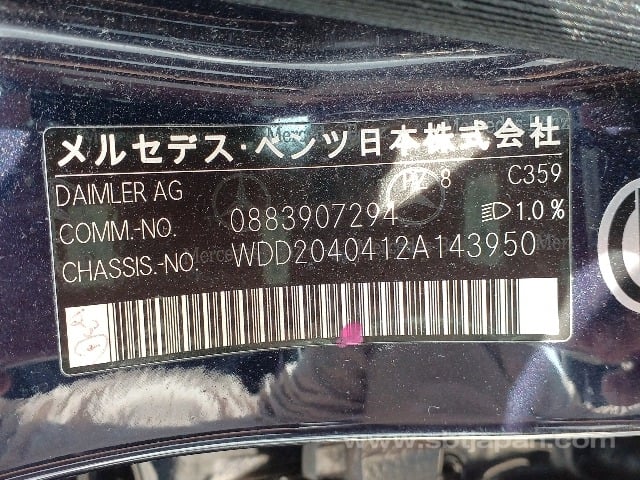 メルセデス・ベンツ日本株式会社
DAIMLER AG 8 C359
COMM.-NO. 0883907294 1.0 %
CHASSIS-NO. WDD2040412A143950